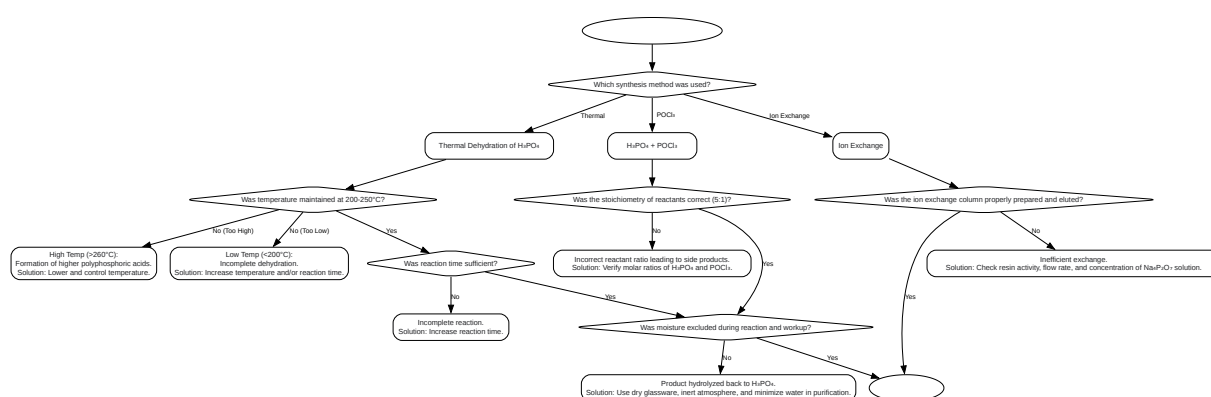 Which synthesis method was used?
Thermal
POCl₃
Ion Exchange
Thermal Dehydration of H₃PO₄
H₃PO₄ + POCl₃
Ion Exchange
Was temperature maintained at 200-250°C?
Was the stoichiometry of reactants correct (5:1)?
Was the ion exchange column properly prepared and eluted?
No (Too High)
No (Too Low)
Yes
No
No
High Temp (>260°C):
Formation of higher polyphosphoric acids.
Solution: Lower and control temperature.
Low Temp (<200°C):
Incomplete dehydration.
Solution: Increase temperature and/or reaction time.
Was reaction time sufficient?
Incorrect reactant ratio leading to side products.
Solution: Verify molar ratios of H₃PO₄ and POCl₃.
Yes
Inefficient exchange.
Solution: Check resin activity, flow rate, and concentration of Na₄P₂O₇ solution.
No
Yes
Yes
Incomplete reaction.
Solution: Increase reaction time.
Was moisture excluded during reaction and workup?
No
Yes
Product hydrolyzed back to H₃PO₄.
Solution: Use dry glassware, inert atmosphere, and minimize water in purification.